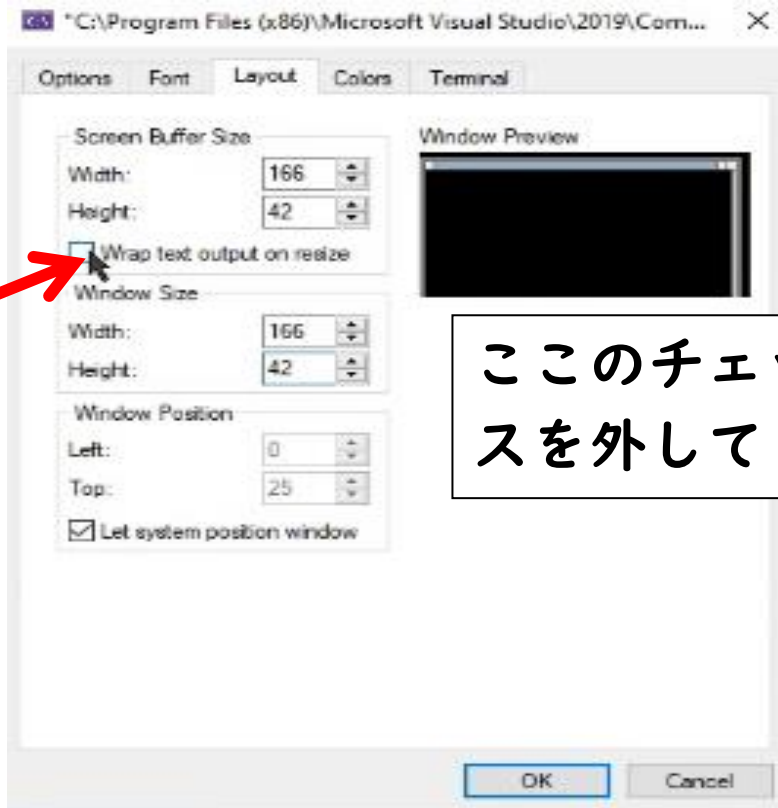 "C:\Program Files (x86)\Microsoft Visual Studio\2019\Com...
Options Font Layout Colors Terminal
Screen Buffer Size
Width: 166
Height: 42
Wrap text output on resize
Window Size
Width: 166
Height: 42
Window Position
Left: 0
Top: 25
Let system position window
Window Preview
ここのチェ
スを外して
OK Cancel